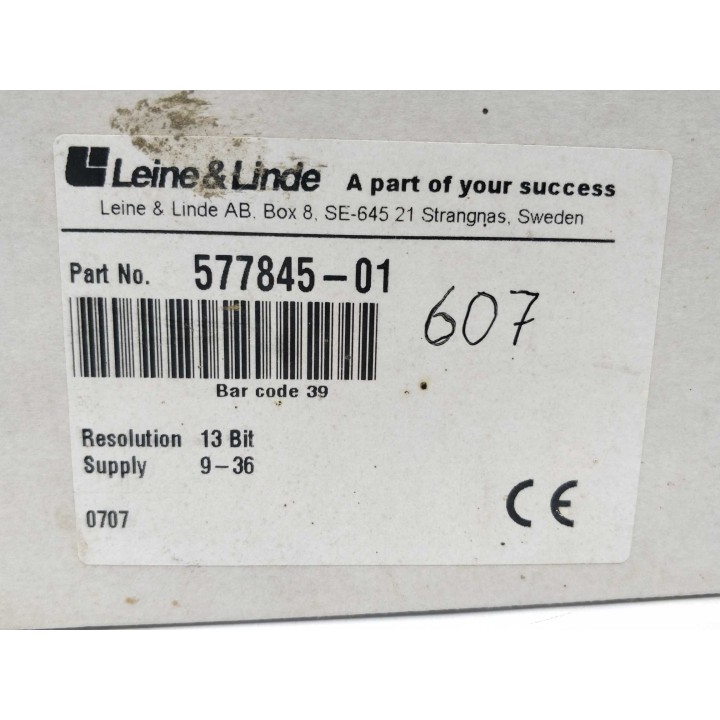 Leine & Linde A part of your success
Leine & Linde AB, Box 8, SE-645 21 Strangnas, Sweden
Part No. 577845-01
607
Bar code 39
Resolution 13 Bit
Supply 9-36
0707
CE